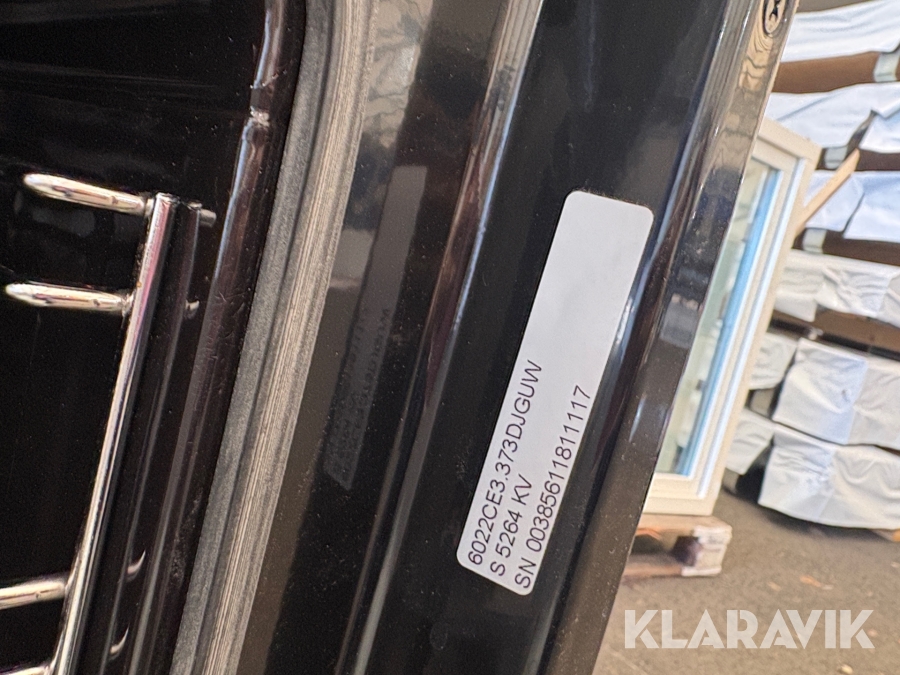 6022CE3.373DJGUW
S 5264 KV
SN 00385611811117
KLARAVIK